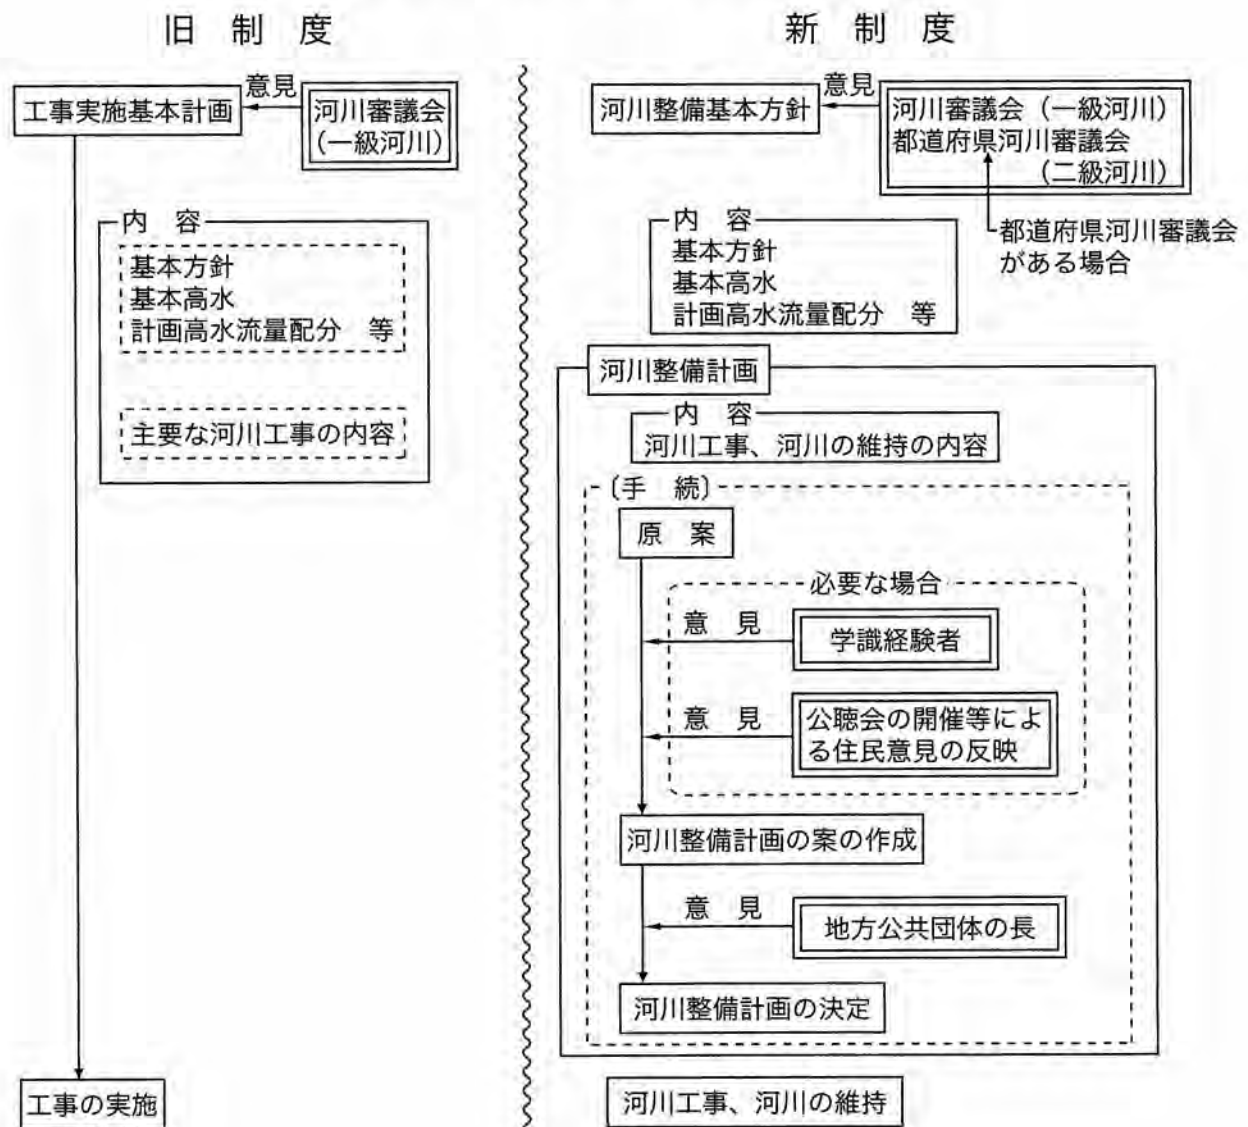 旧 制 度
工事実施基本計画
意見
河川審議会
(一級河川)
内 容
基本方針
基本高水
計画高水流量配分 等
主要な河川工事の内容
工事の実施
新 制 度
河川整備基本方針
意見
河川審議会 (一級河川)
都道府県河川審議会
(二級河川)
都道府県河川審議会
がある場合
内 容
基本方針
基本高水
計画高水流量配分 等
河川整備計画
内 容
河川工事、河川の維持の内容
〔手 続〕
原 案
必要な場合
意 見
学識経験者
意 見
公聴会の開催等によ
る住民意見の反映
河川整備計画の案の作成
意 見
地方公共団体の長
河川整備計画の決定
河川工事、河川の維持